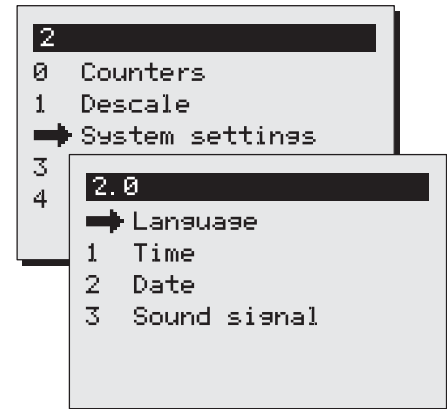 2
0 Counters
1 Descale
System settings
3
4
2.0
Language
1 Time
2 Date
3 Sound signal